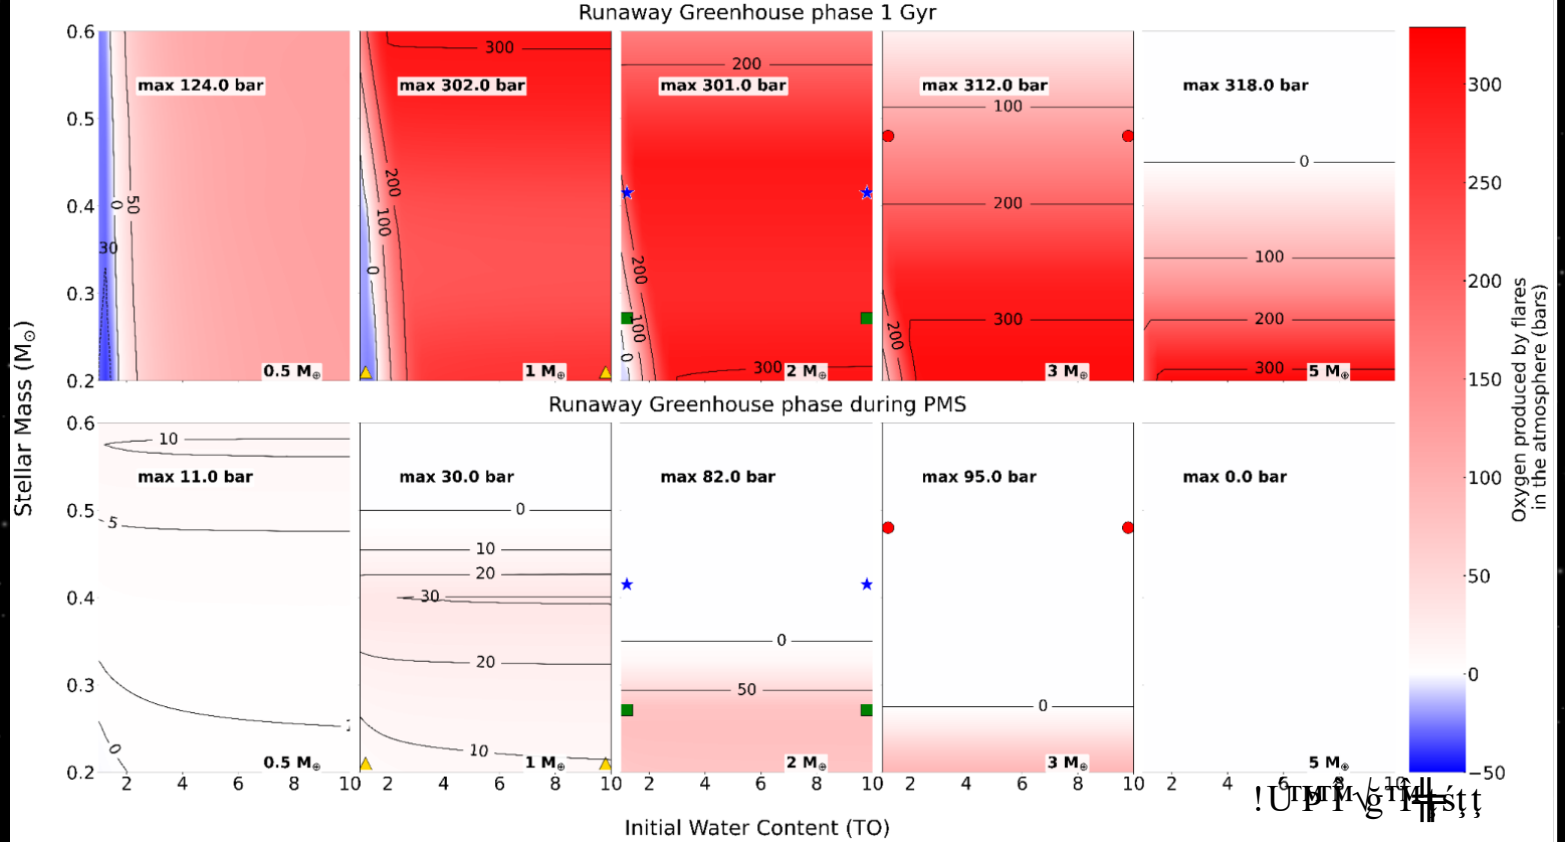 Runaway Greenhouse phase 1 Gyr
0.6
0.5
0.4
0.3
0.2
max 124.0 bar
0
50
30
0.5 M⊕
max 302.0 bar
300
200
100
0
1 M⊕
max 301.0 bar
200
200
100
0
300
2 M⊕
max 312.0 bar
100
200
300
200
3 M⊕
max 318.0 bar
0
100
200
300
5 M⊕
Runaway Greenhouse phase during PMS
0.6
0.5
0.4
0.3
0.2
10
max 11.0 bar
5
0
0.5 M⊕
max 30.0 bar
0
10
20
30
20
10
1 M⊕
max 82.0 bar
0
50
2 M⊕
max 95.0 bar
0
3 M⊕
max 0.0 bar
5 M⊕
2 4 6 8 10
2 4 6 8 10
2 4 6 8 10
2 4 6 8 10
2 4 6 8 10
Initial Water Content (TO)
Stellar Mass (M⊙)
300
250
200
150
100
50
0
−50
Oxygen produced by flares
in the atmosphere (bars)